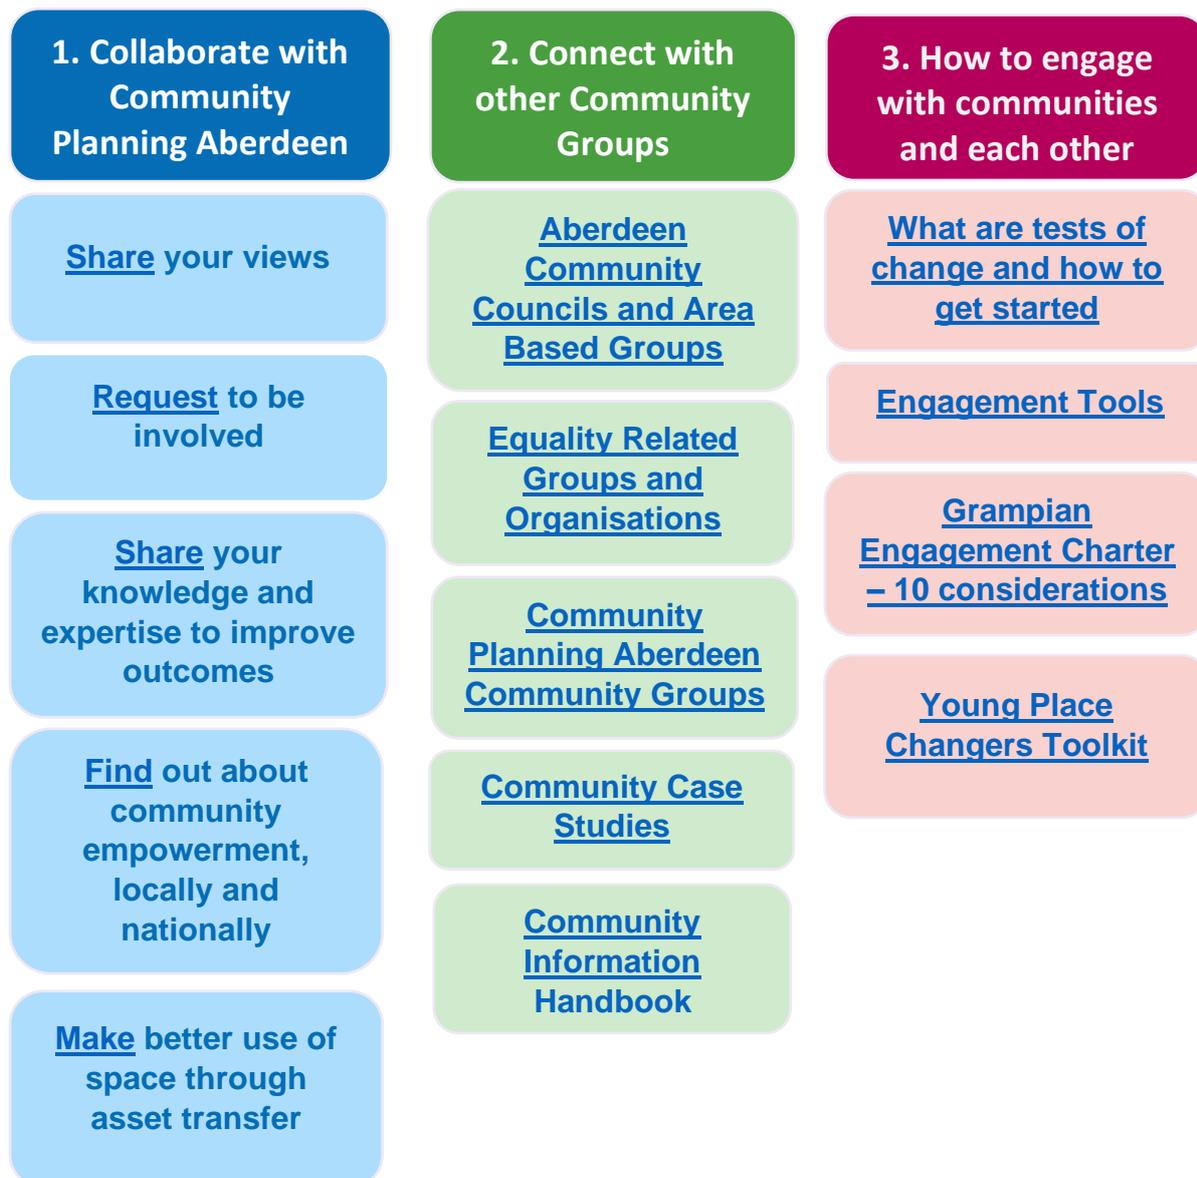 1. Collaborate with
Community
Planning Aberdeen
Share your views
Request to be
involved
Share your
knowledge and
expertise to improve
outcomes
Find out about
community
empowerment,
locally and
nationally
Make better use of
space through
asset transfer
2. Connect with
other Community
Groups
Aberdeen
Community
Councils and Area
Based Groups
Equality Related
Groups and
Organisations
Community
Planning Aberdeen
Community Groups
Community Case
Studies
Community
Information
Handbook
3. How to engage
with communities
and each other
What are tests of
change and how to
get started
Engagement Tools
Grampian
Engagement Charter
– 10 considerations
Young Place
Changers Toolkit